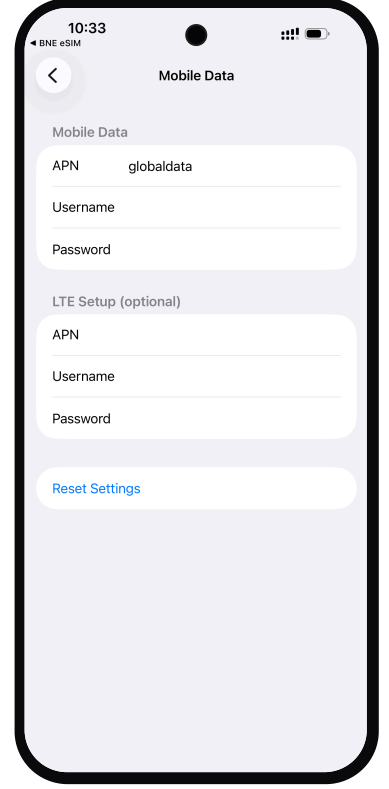 10:33
◀ BNE eSIM
Mobile Data
Mobile Data
APN globaldata
Username
Password
LTE Setup (optional)
APN
Username
Password
Reset Settings